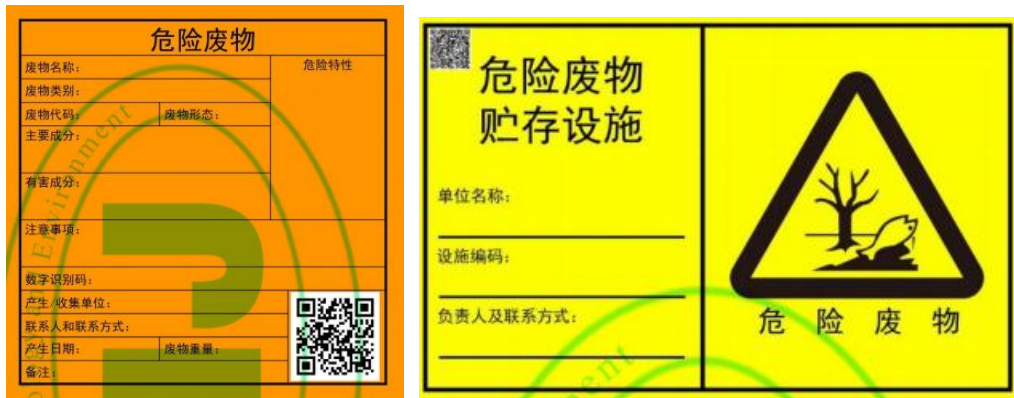 危险废物
废物名称：
危险特性
废物类别：
废物代码：
废物形态：
主要成分：
有害成分：
注意事项：
数字识别码：
产生/收集单位：
联系人和联系方式：
产生日期：
废物重量：
备注：
危险废物
贮存设施
单位名称：
设施编码：
负责人及联系方式：
危险废物